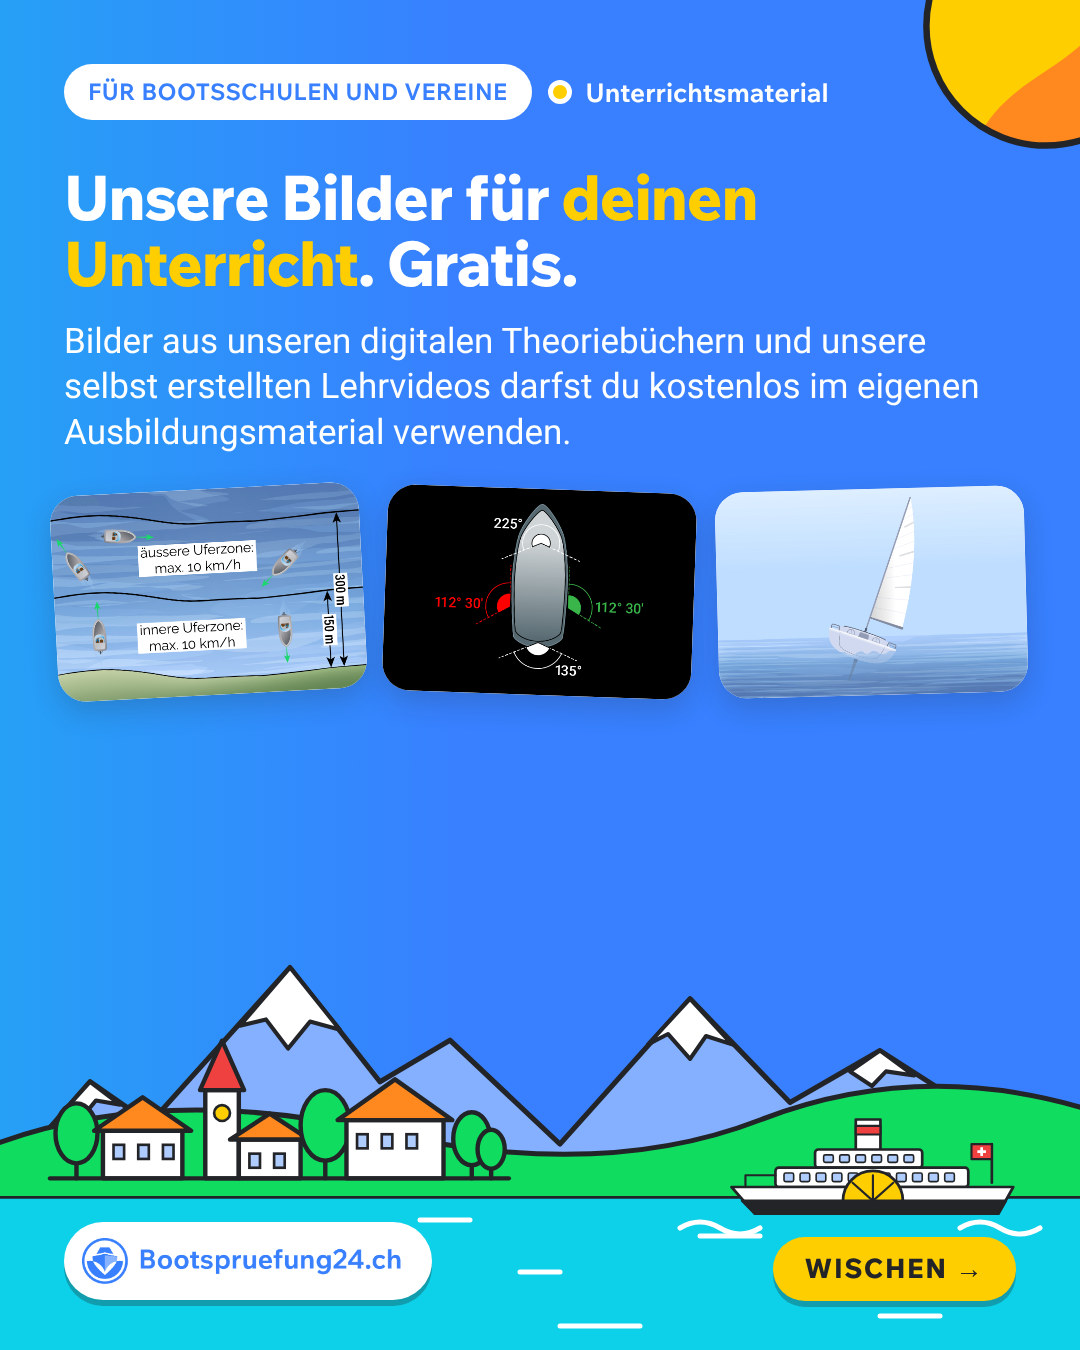 FÜR BOOTSSCHULEN UND VEREINE
Unterrichtsmaterial
Unsere Bilder für deinen
Unterricht. Gratis.
Bilder aus unseren digitalen Theoriebüchern und unsere
selbst erstellten Lehrvideos darfst du kostenlos im eigenen
Ausbildungsmaterial verwenden.
äussere Uferzone:
max. 10 km/h
300 m
150 m
innere Uferzone:
max. 10 km/h
225°
112° 30'
112° 30'
135°
Bootspruefung24.ch
WISCHEN →